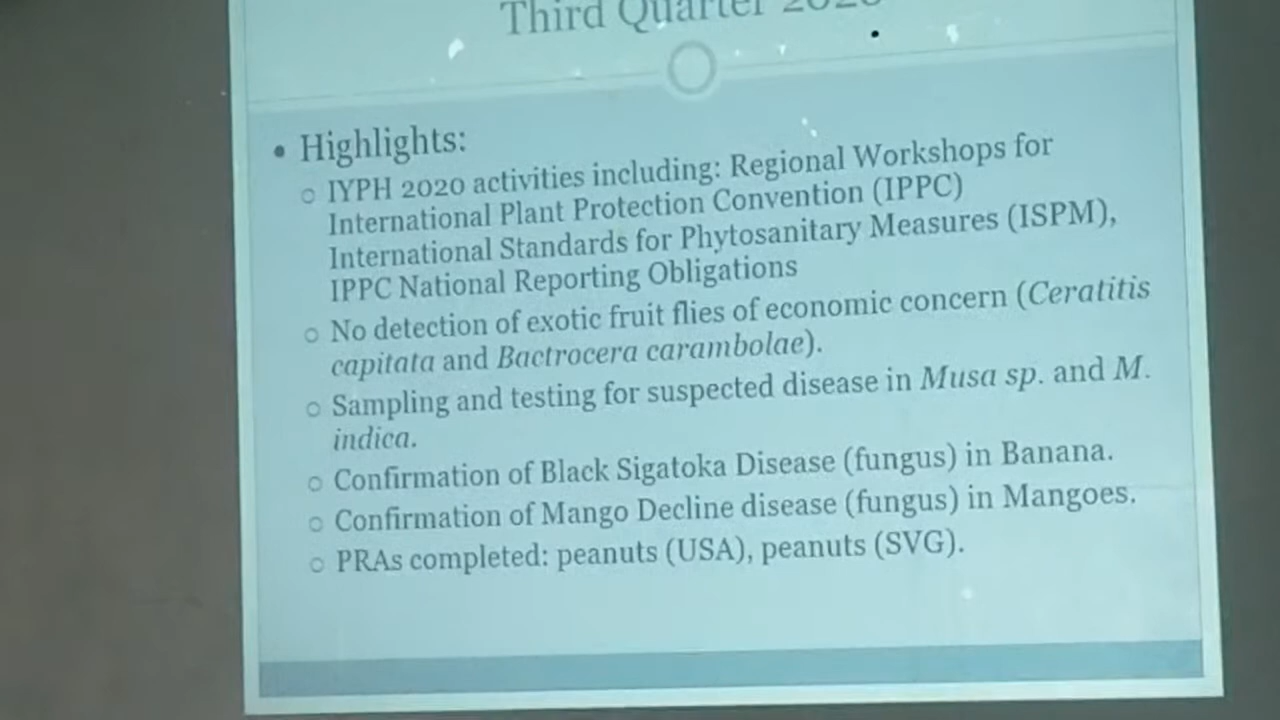 Third Quarter 2020
• Highlights:
○ IYPH 2020 activities including: Regional Workshops for
International Plant Protection Convention (IPPC)
International Standards for Phytosanitary Measures (ISPM),
IPPC National Reporting Obligations
○ No detection of exotic fruit flies of economic concern (Ceratitis
capitata and Bactrocera carambolae).
○ Sampling and testing for suspected disease in Musa sp. and M.
indica.
○ Confirmation of Black Sigatoka Disease (fungus) in Banana.
○ Confirmation of Mango Decline disease (fungus) in Mangoes.
○ PRAs completed: peanuts (USA), peanuts (SVG).